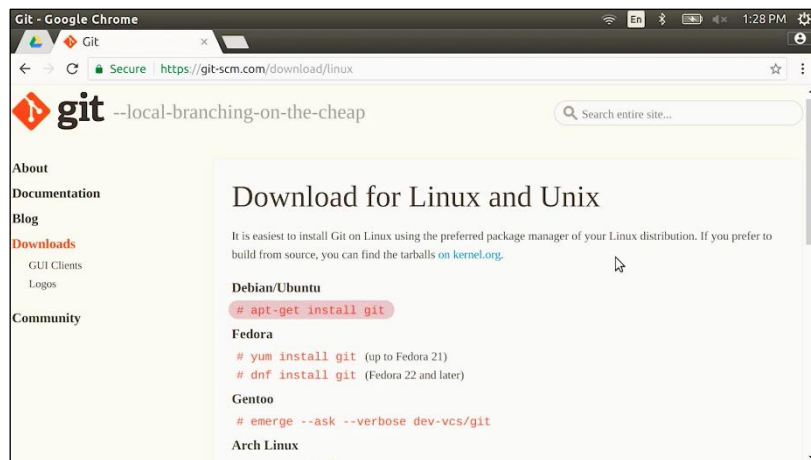 Git - Google Chrome
En
1:28 PM
Git
Secure
https://git-scm.com/download/linux
git --local-branching-on-the-cheap
Search entire site...
About
Documentation
Blog
Downloads
GUI Clients
Logos
Community
Download for Linux and Unix
It is easiest to install Git on Linux using the preferred package manager of your Linux distribution. If you prefer to
build from source, you can find the tarballs on kernel.org.
Debian/Ubuntu
# apt-get install git
Fedora
# yum install git (up to Fedora 21)
# dnf install git (Fedora 22 and later)
Gentoo
# emerge --ask --verbose dev-vcs/git
Arch Linux